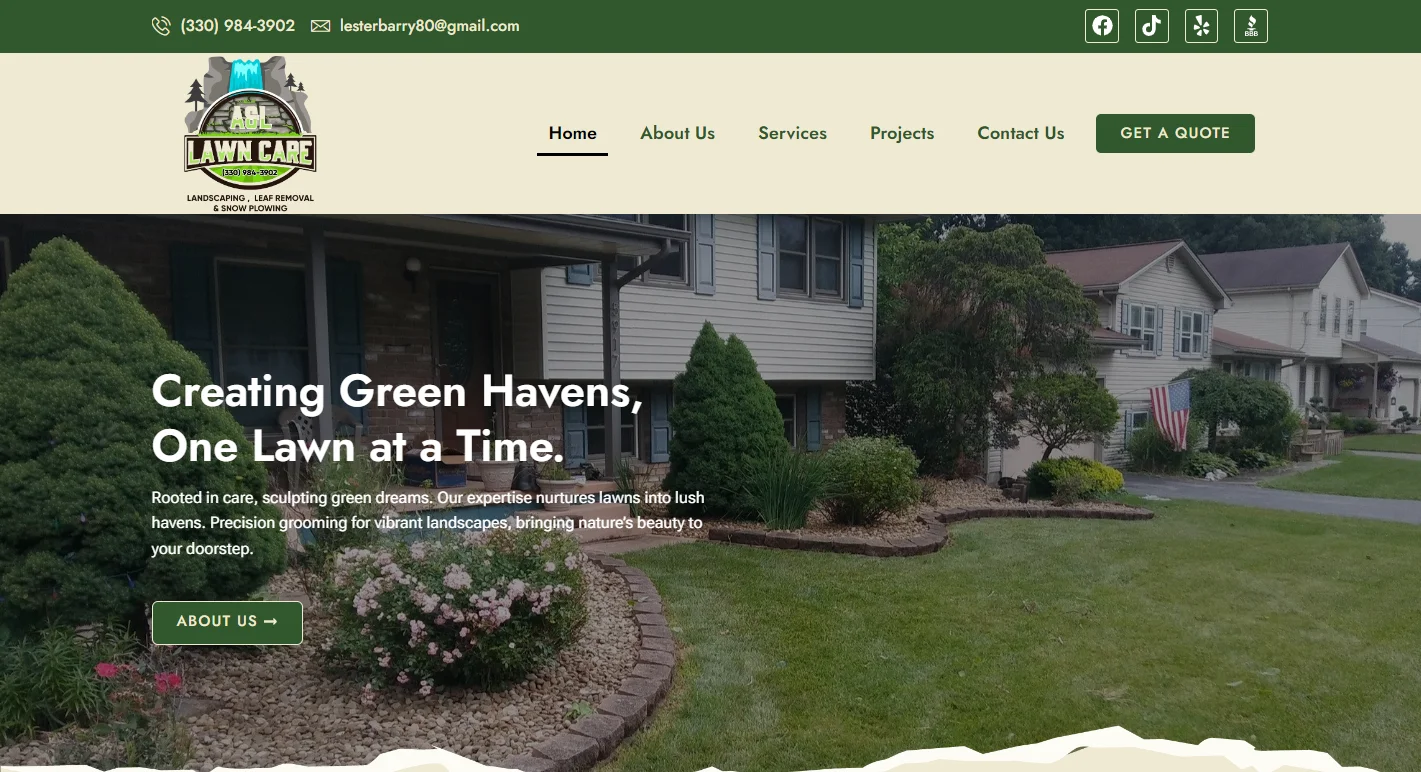 (330) 984-3902 lesterbarry80@gmail.com
BBB
A&L
LAWN CARE
(330) 984-3902
LANDSCAPING , LEAF REMOVAL
& SNOW PLOWING
Home About Us Services Projects Contact Us GET A QUOTE
Creating Green Havens,
One Lawn at a Time.
Rooted in care, sculpting green dreams. Our expertise nurtures lawns into lush
havens. Precision grooming for vibrant landscapes, bringing nature's beauty to
your doorstep.
ABOUT US